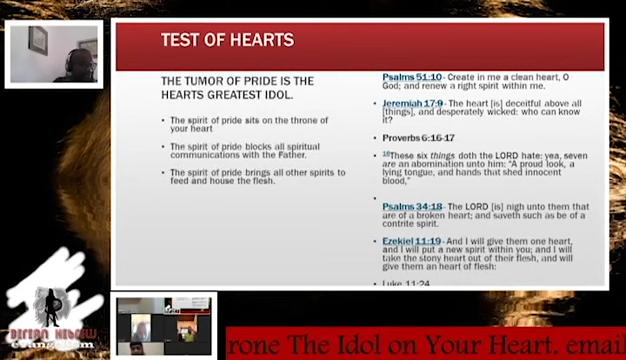 TEST OF HEARTS
THE TUMOR OF PRIDE IS THE
HEARTS GREATEST IDOL.
• The spirit of pride sits on the throne of
your heart
• The spirit of pride blocks all spiritual
communications with the Father.
• The spirit of pride brings all other spirits to
feed and house the flesh.
Psalms 51:10 - Create in me a clean heart, O
God; and renew a right spirit within me.
• Jeremiah 17:9 - The heart [is] deceitful above all
[things], and desperately wicked: who can know
it?
• Proverbs 6:16-17
• 16These six things doth the LORD hate: yea, seven
are an abomination unto him: "A proud look, a
lying tongue, and hands that shed innocent
blood,"
•
Psalms 34:18 - The LORD [is] nigh unto them that
are of a broken heart; and saveth such as be of a
contrite spirit.
• Ezekiel 11:19 - And I will give them one heart,
and I will put a new spirit within you; and I will
take the stony heart out of their flesh, and will
give them an heart of flesh:
• Luke 11:24
BEREAN HEBREW
rone The Idol on Your Heart. email